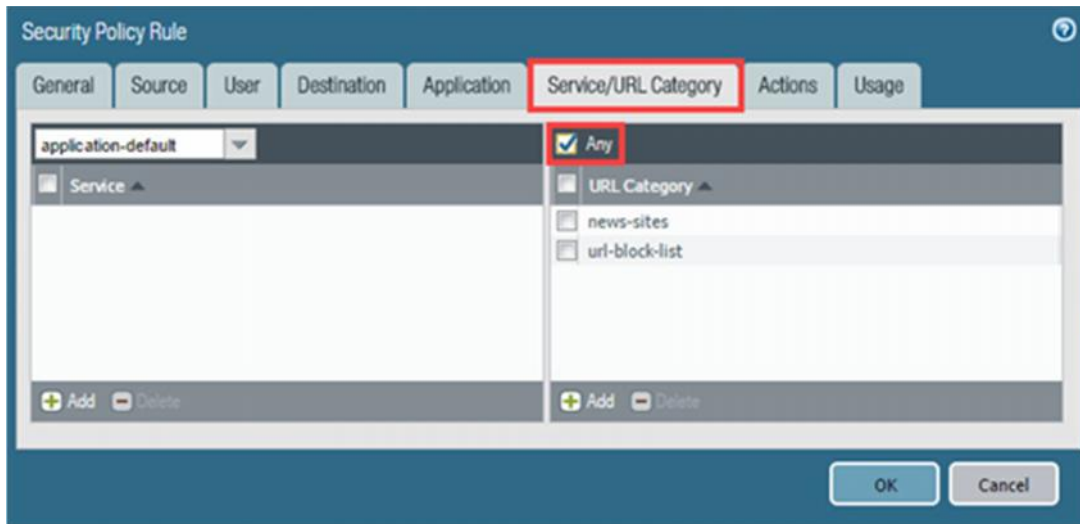 Security Policy Rule
General Source User Destination Application Service/URL Category Actions Usage
application-default Any
Service URL Category
news-sites
url-block-list
Add Delete Add Delete
OK Cancel